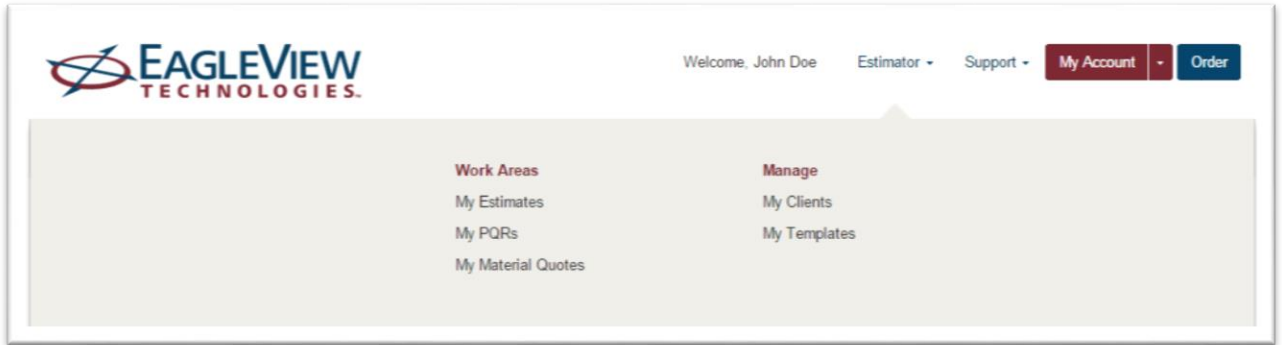 EAGLEVIEW
TECHNOLOGIES™
Welcome, John Doe
Estimator
Support
My Account
Order
Work Areas
My Estimates
My PQRs
My Material Quotes
Manage
My Clients
My Templates